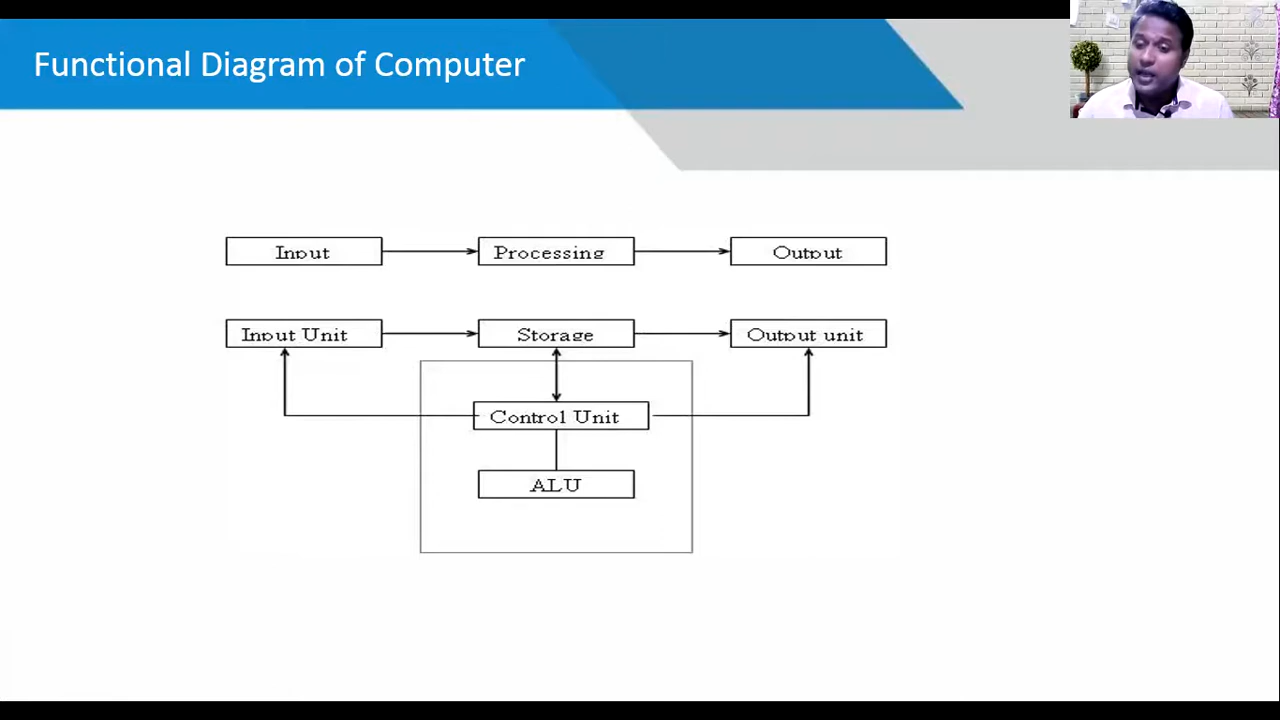 Functional Diagram of Computer
Input
Processing
Output
Input Unit
Storage
Output unit
Control Unit
ALU